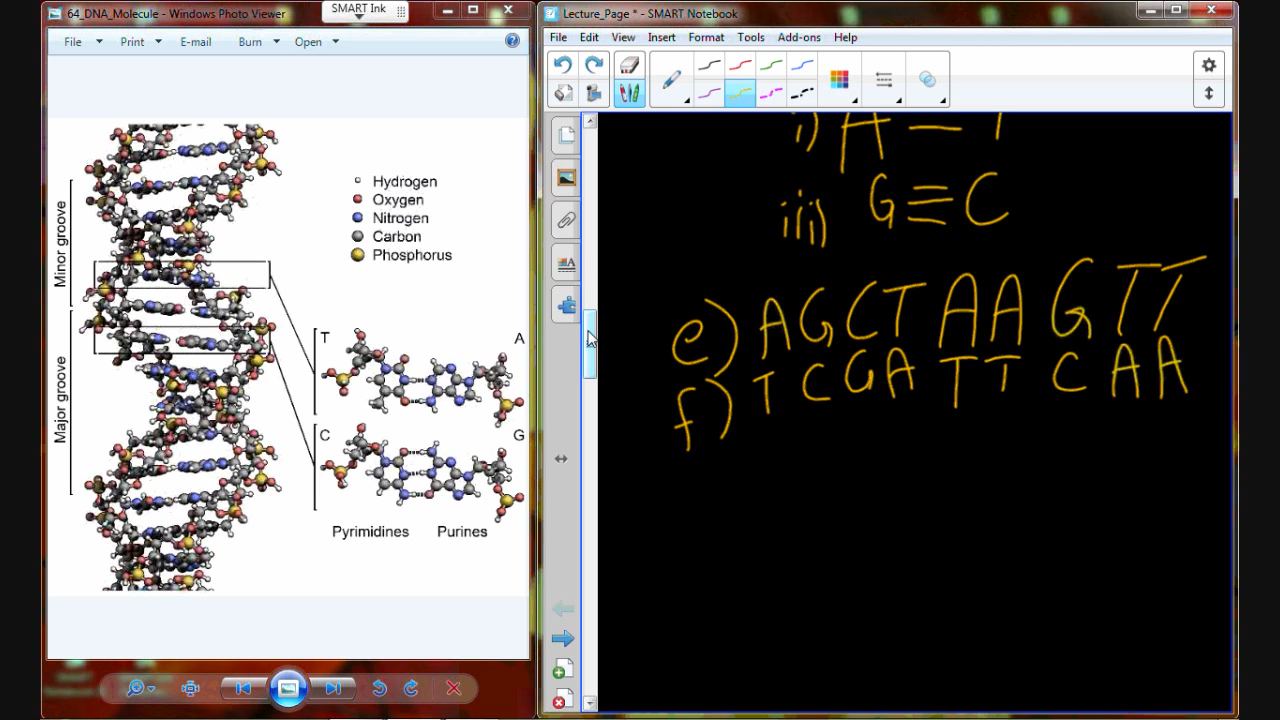 64_DNA_Molecule - Windows Photo Viewer
SMART Ink
File Print E-mail Burn Open
Minor groove
Major groove
Hydrogen
Oxygen
Nitrogen
Carbon
Phosphorus
T A
C G
Pyrimidines Purines
Lecture_Page * - SMART Notebook
File Edit View Insert Format Tools Add-ons Help
iii) G≡C
e) AGCTAAGTT
f) TCGATTCAA